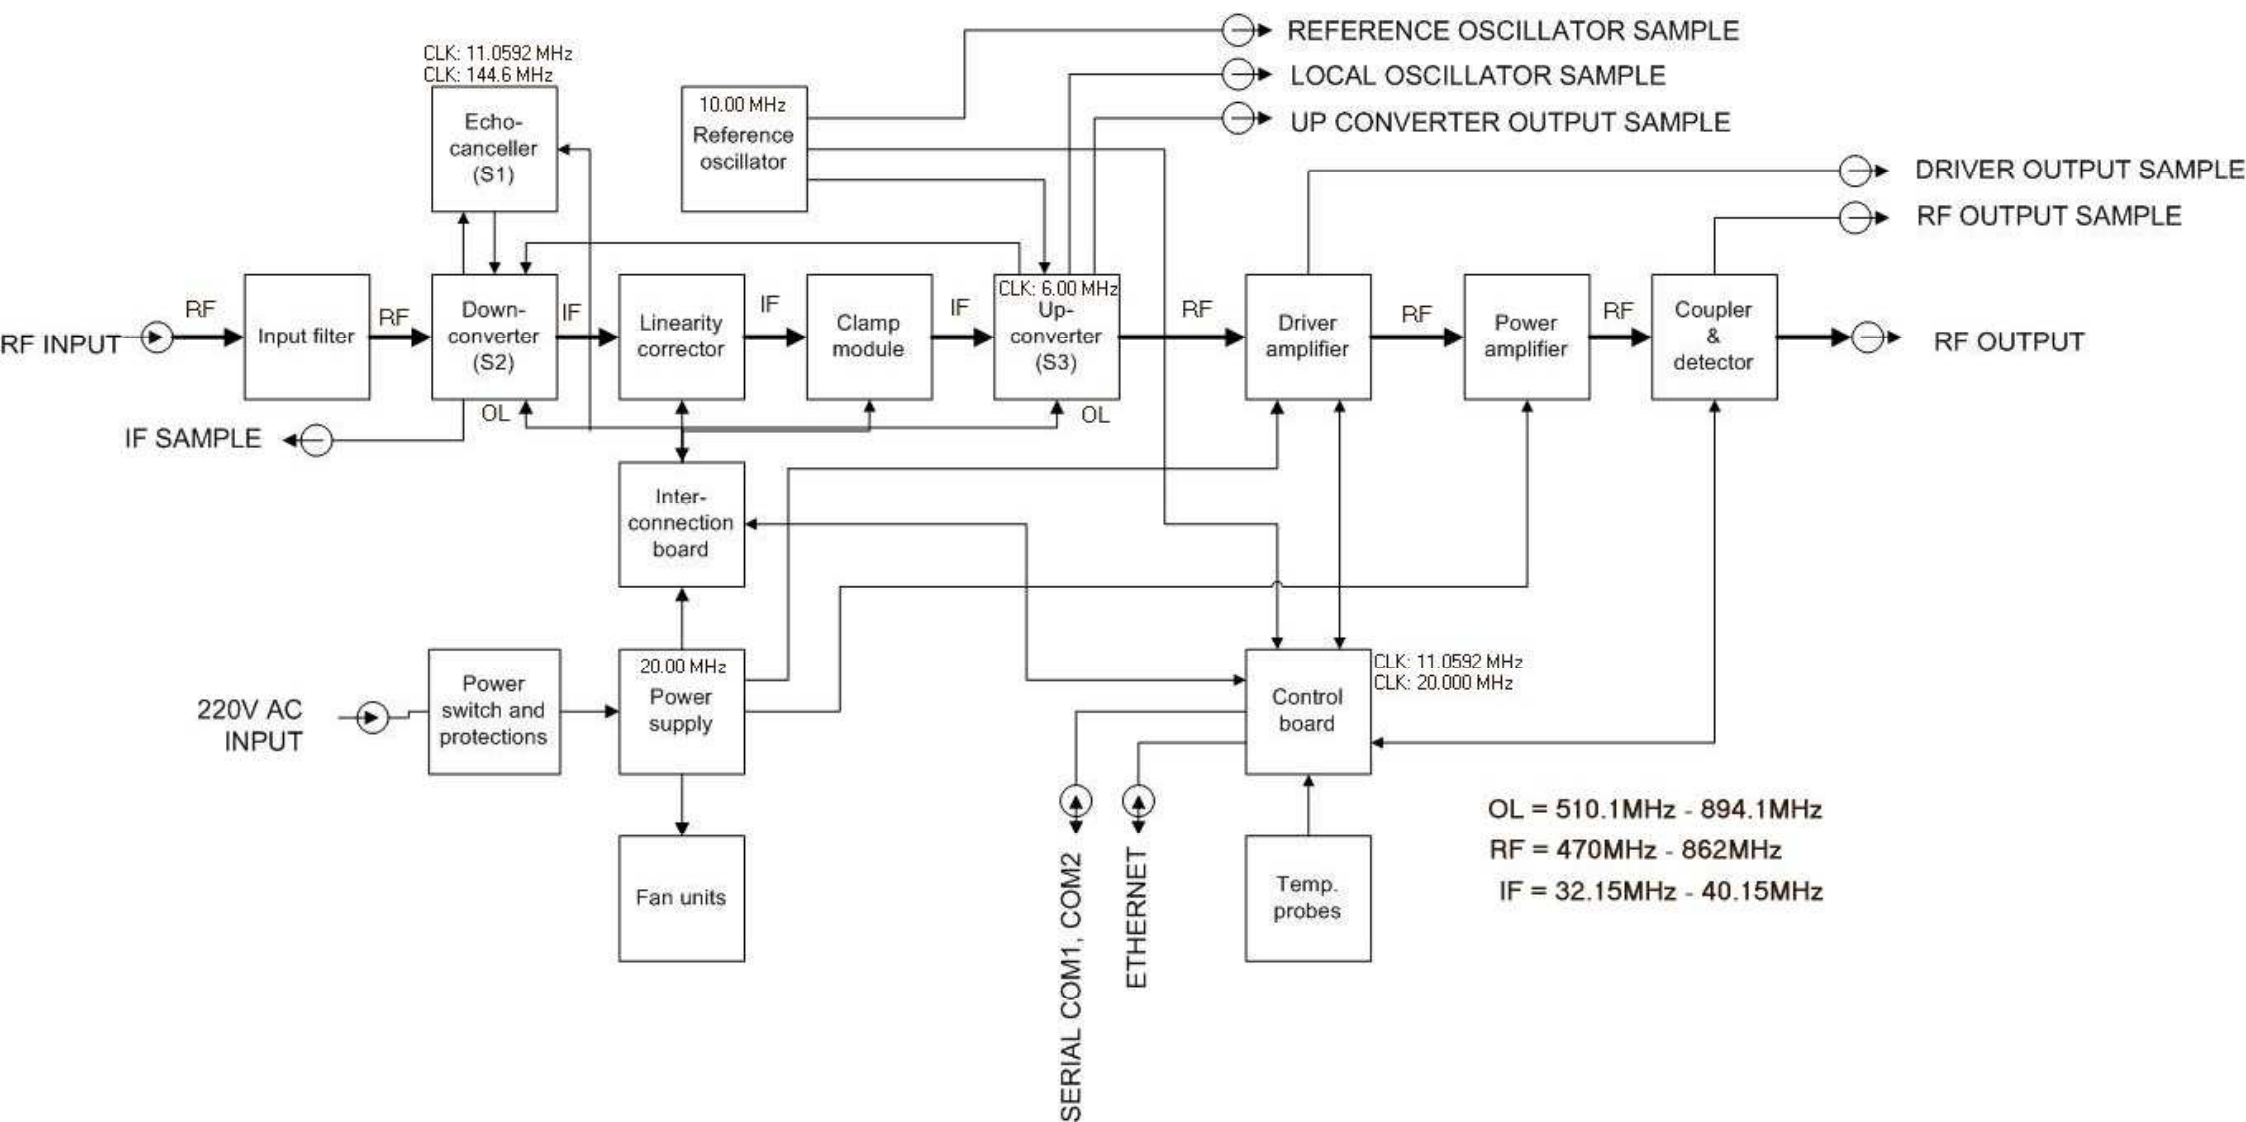 REFERENCE OSCILLATOR SAMPLE
CLK: 11.0592 MHz
CLK: 144.6 MHz
LOCAL OSCILLATOR SAMPLE
10.00 MHz
Reference
oscillator
UP CONVERTER OUTPUT SAMPLE
Echo-
canceller
(S1)
DRIVER OUTPUT SAMPLE
RF OUTPUT SAMPLE
RF INPUT
RF
Input filter
RF
Down-
converter
(S2)
IF
Linearity
corrector
IF
Clamp
module
IF
CLK: 6.00 MHz
Up-
converter
(S3)
RF
Driver
amplifier
RF
Power
amplifier
RF
Coupler
&
detector
RF OUTPUT
OL
OL
IF SAMPLE
Inter-
connection
board
220V AC
INPUT
Power
switch and
protections
20.00 MHz
Power
supply
Control
board
CLK: 11.0592 MHz
CLK: 20.000 MHz
Fan units
SERIAL COM1, COM2
ETHERNET
Temp.
probes
OL = 510.1MHz - 894.1MHz
RF = 470MHz - 862MHz
IF = 32.15MHz - 40.15MHz